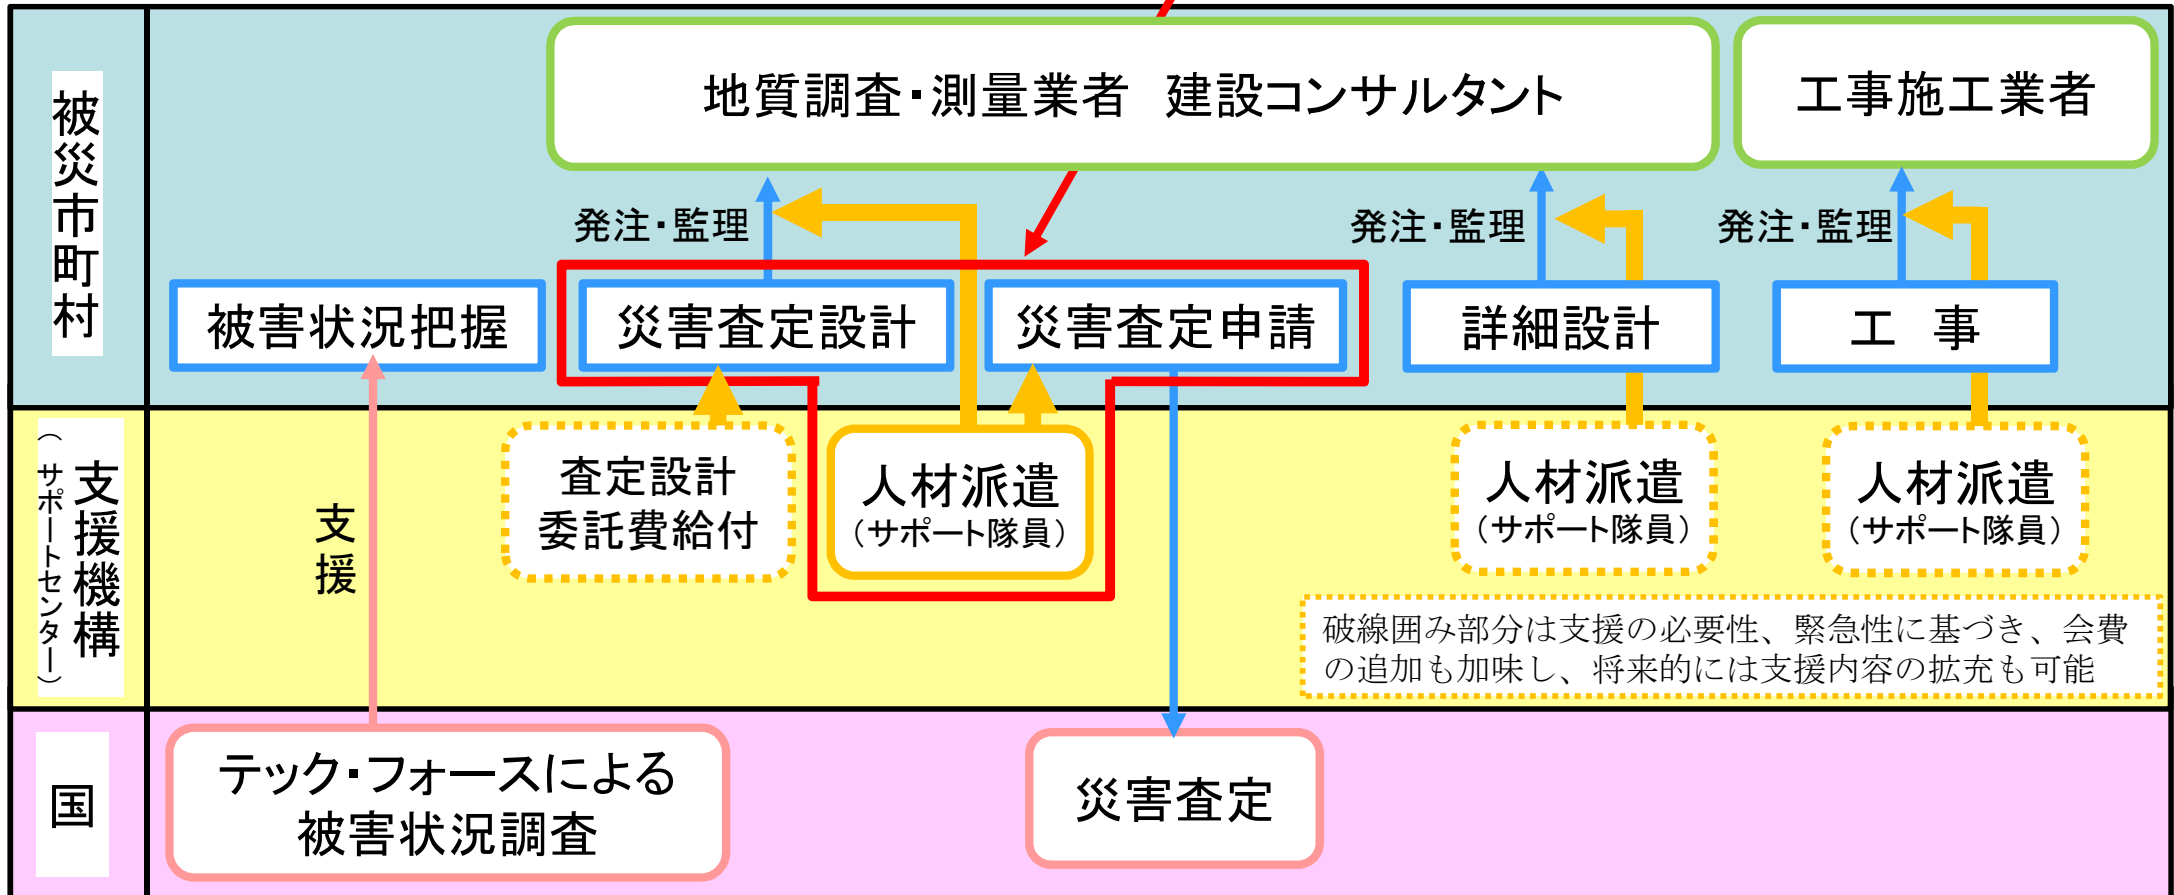 被災市町村
地質調査・測量業者　建設コンサルタント
工事施工業者
発注・監理
発注・監理
発注・監理
被害状況把握
災害査定設計
災害査定申請
詳細設計
工　事
支援機構
（サポートセンター）
支援
査定設計
委託費給付
人材派遣
（サポート隊員）
人材派遣
（サポート隊員）
人材派遣
（サポート隊員）
破線囲み部分は支援の必要性、緊急性に基づき、会費
の追加も加味し、将来的には支援内容の拡充も可能
国
テック・フォースによる
被害状況調査
災害査定